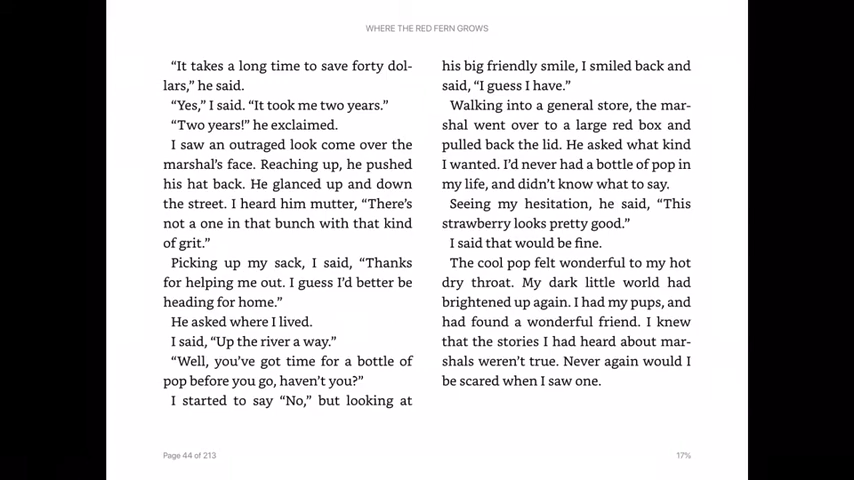 WHERE THE RED FERN GROWS
“It takes a long time to save forty dol-
lars,” he said.
“Yes,” I said. “It took me two years.”
“Two years!” he exclaimed.
I saw an outraged look come over the
marshal’s face. Reaching up, he pushed
his hat back. He glanced up and down
the street. I heard him mutter, “There’s
not a one in that bunch with that kind
of grit.”
Picking up my sack, I said, “Thanks
for helping me out. I guess I’d better be
heading for home.”
He asked where I lived.
I said, “Up the river a way.”
“Well, you’ve got time for a bottle of
pop before you go, haven’t you?”
I started to say “No,” but looking at
his big friendly smile, I smiled back and
said, “I guess I have.”
Walking into a general store, the mar-
shal went over to a large red box and
pulled back the lid. He asked what kind
I wanted. I’d never had a bottle of pop in
my life, and didn’t know what to say.
Seeing my hesitation, he said, “This
strawberry looks pretty good.”
I said that would be fine.
The cool pop felt wonderful to my hot
dry throat. My dark little world had
brightened up again. I had my pups, and
had found a wonderful friend. I knew
that the stories I had heard about mar-
shals weren’t true. Never again would I
be scared when I saw one.
Page 44 of 213
17%